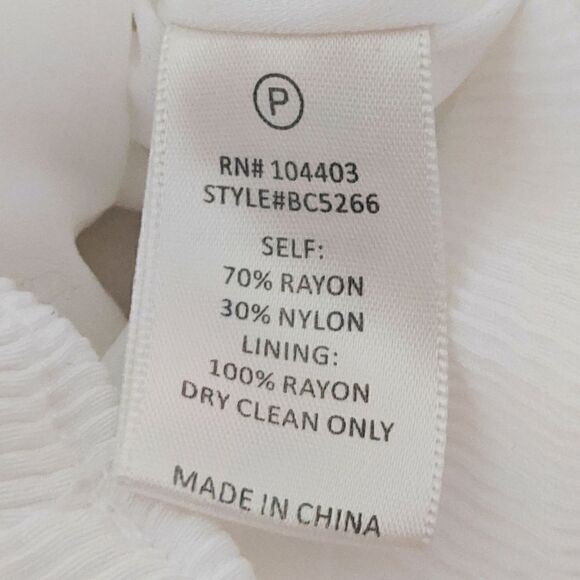 P
RN# 104403
STYLE#BC5266
SELF:
70% RAYON
30% NYLON
LINING:
100% RAYON
DRY CLEAN ONLY
MADE IN CHINA